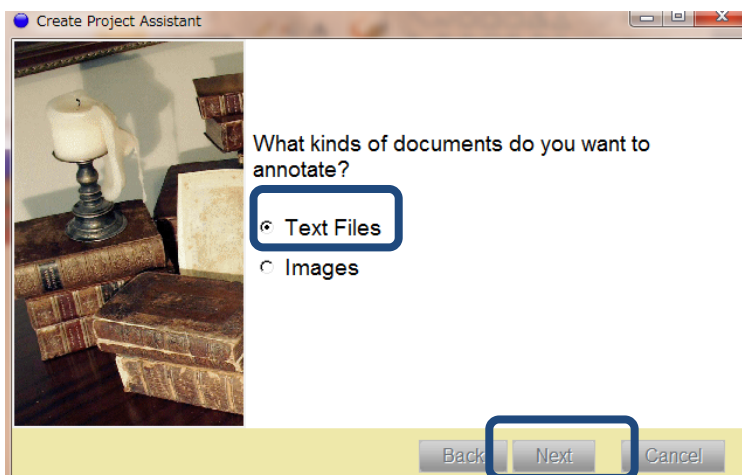 Create Project Assistant
What kinds of documents do you want to
annotate?
Text Files
Images
Back
Next
Cancel